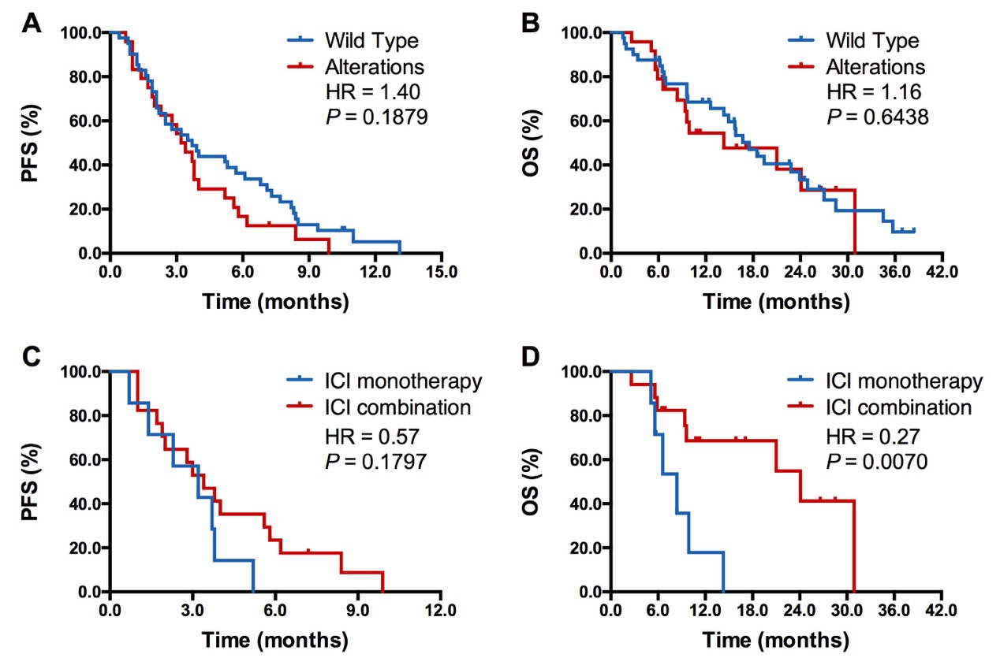 A
100.0
80.0
60.0
40.0
20.0
0.0
PFS (%)
Wild Type
Alterations
HR = 1.40
P = 0.1879
0.0 3.0 6.0 9.0 12.0 15.0
Time (months)
B
100.0
80.0
60.0
40.0
20.0
0.0
OS (%)
Wild Type
Alterations
HR = 1.16
P = 0.6438
0.0 6.0 12.0 18.0 24.0 30.0 36.0 42.0
Time (months)
C
100.0
80.0
60.0
40.0
20.0
0.0
PFS (%)
ICI monotherapy
ICI combination
HR = 0.57
P = 0.1797
0.0 3.0 6.0 9.0 12.0
Time (months)
D
100.0
80.0
60.0
40.0
20.0
0.0
OS (%)
ICI monotherapy
ICI combination
HR = 0.27
P = 0.0070
0.0 6.0 12.0 18.0 24.0 30.0 36.0 42.0
Time (months)